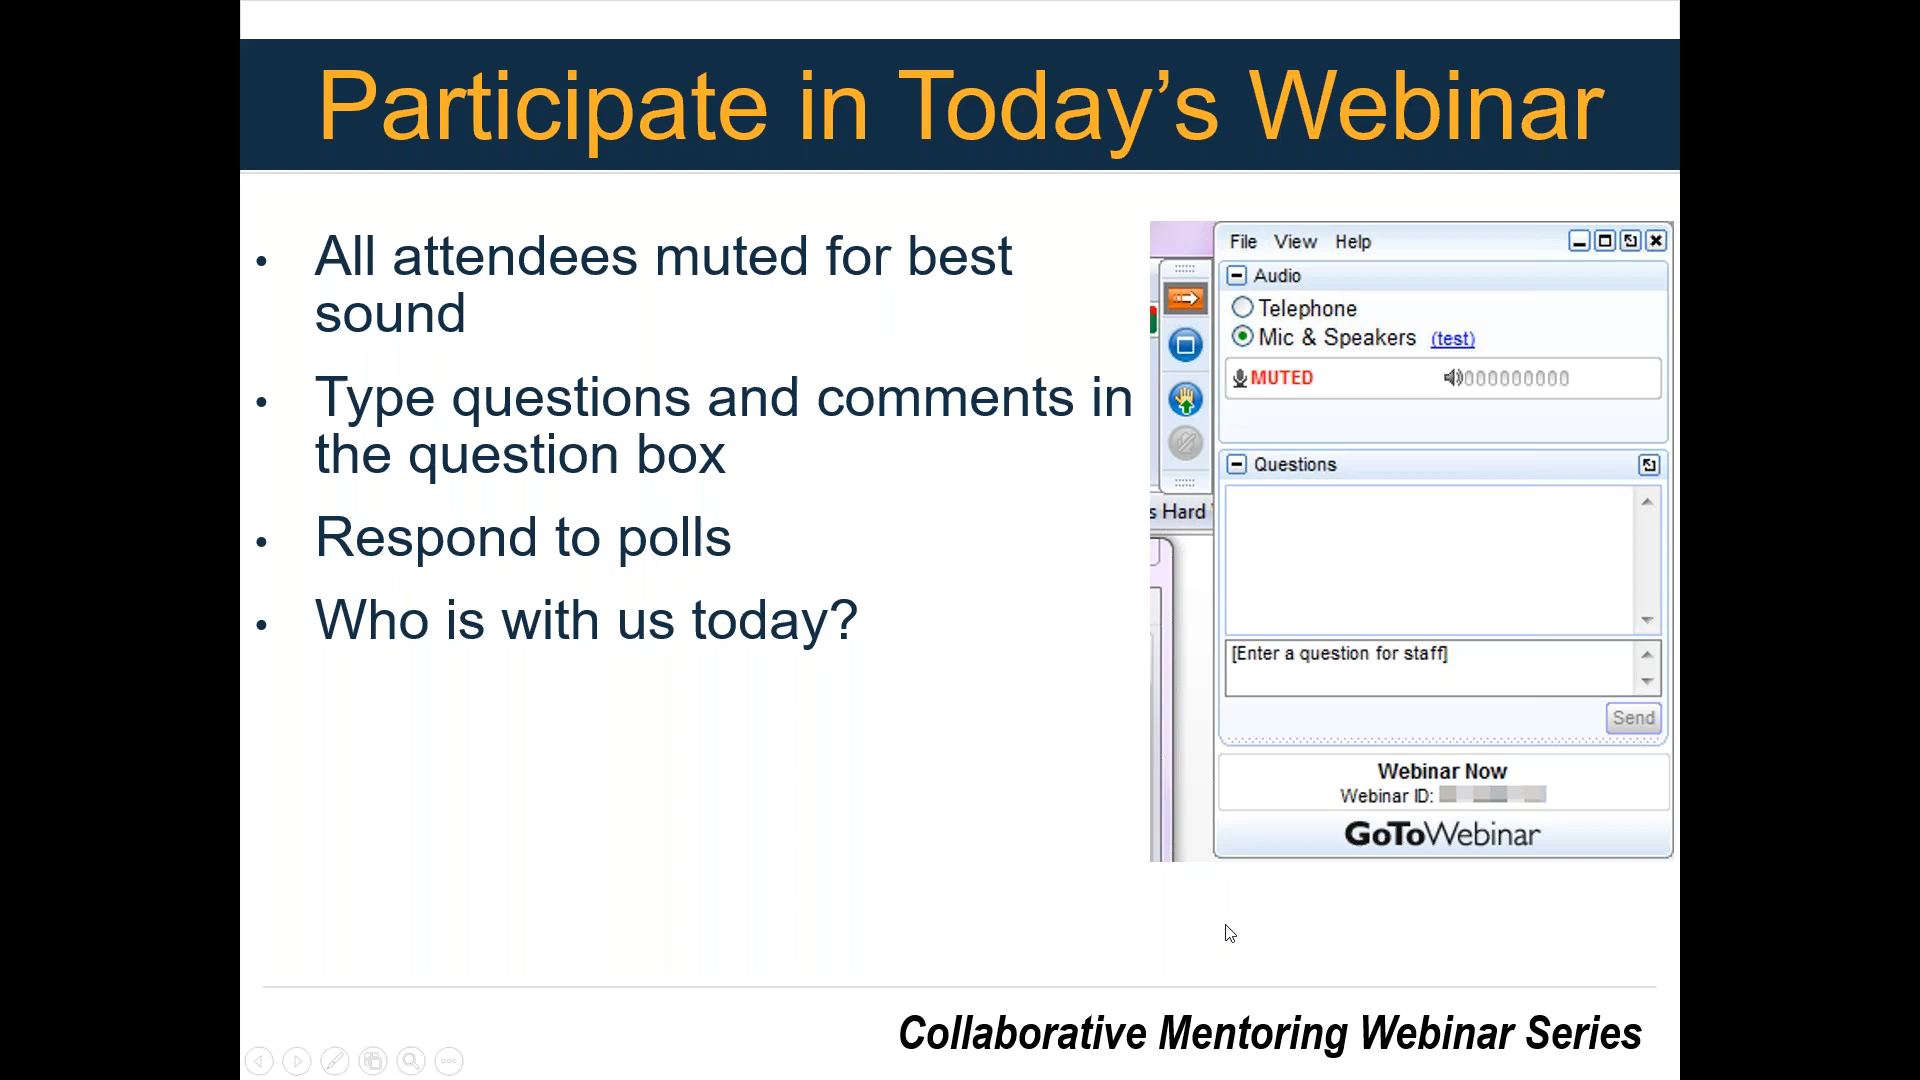 Participate in Today’s Webinar
• All attendees muted for best
sound
• Type questions and comments in
the question box
• Respond to polls
• Who is with us today?
File View Help
Audio
Telephone
Mic & Speakers (test)
MUTED
Questions
s Hard
[Enter a question for staff]
Send
Webinar Now
Webinar ID:
GoToWebinar
Collaborative Mentoring Webinar Series